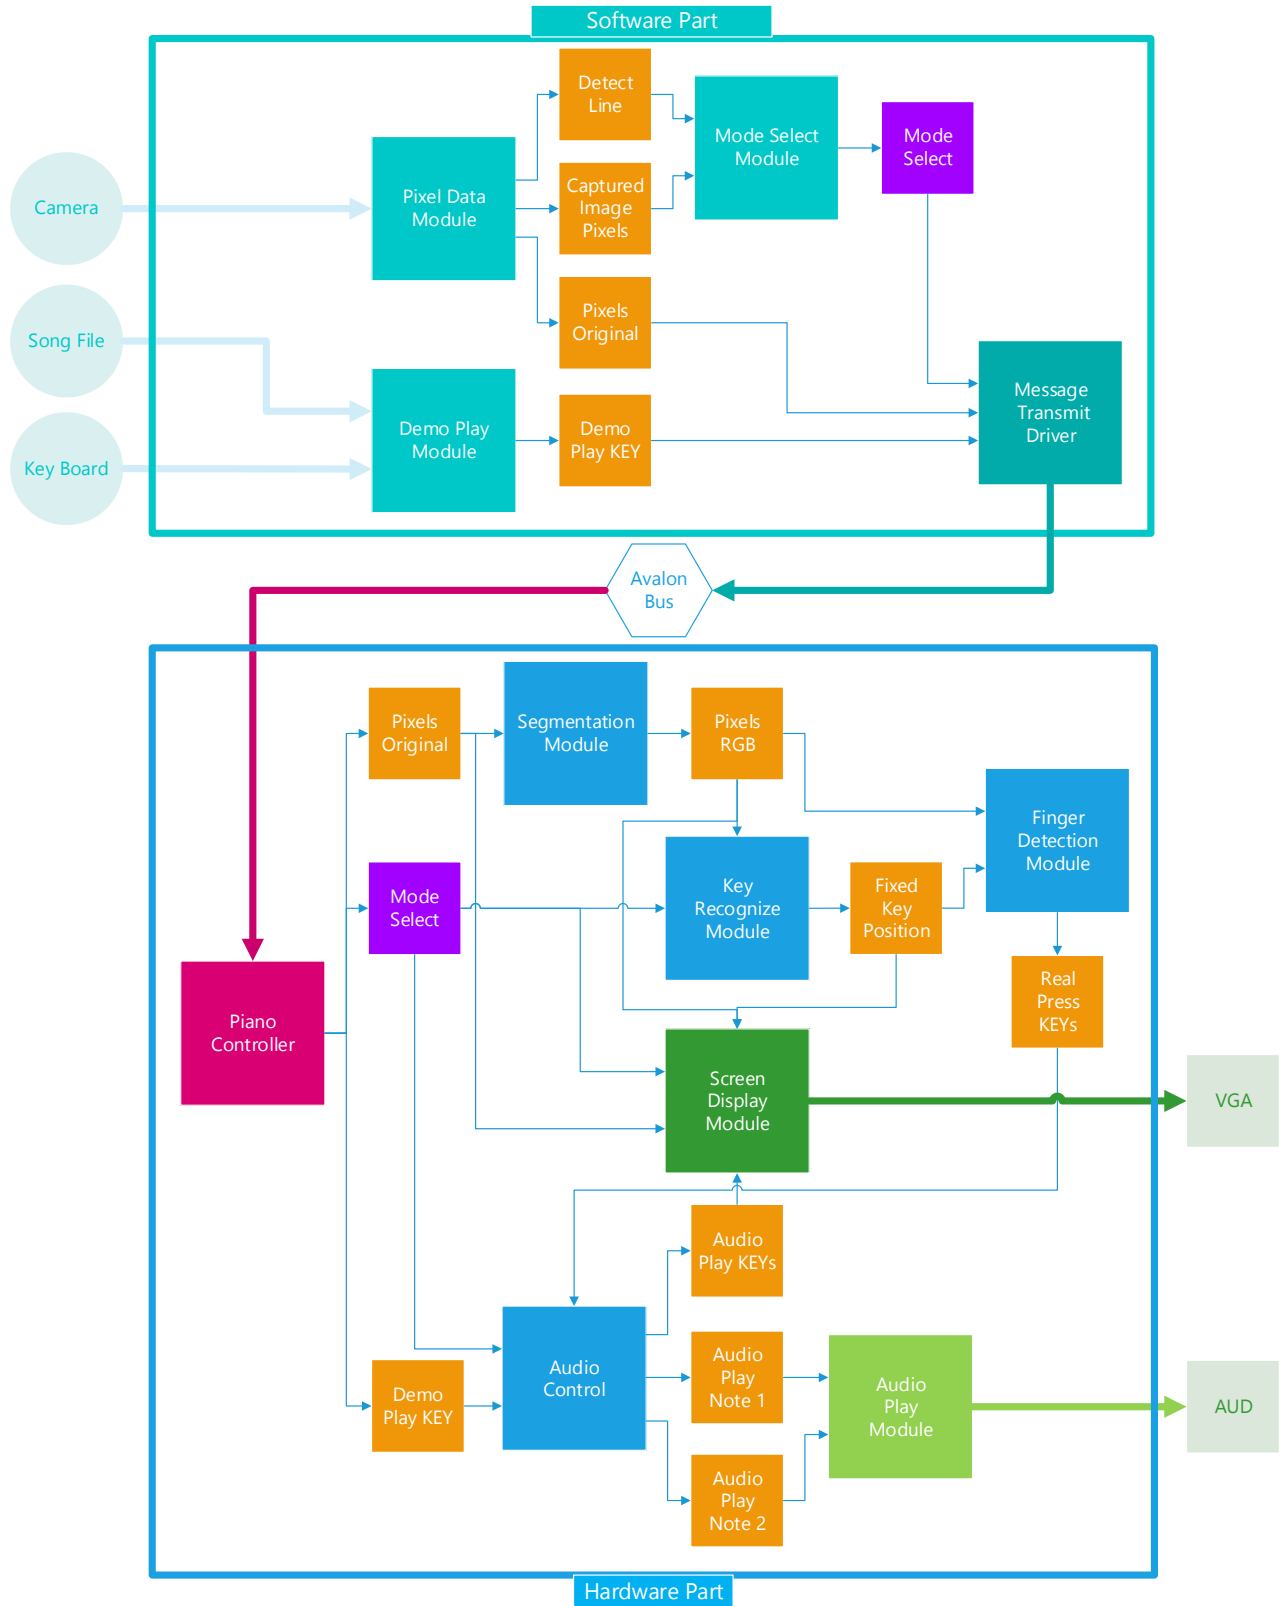 Software Part
Detect
Line
Mode Select
Module
Mode
Select
Camera
Pixel Data
Module
Captured
Image
Pixels
Song File
Pixels
Original
Key Board
Demo Play
Module
Demo
Play KEY
Message
Transmit
Driver
Avalon
Bus
Pixels
Original
Segmentation
Module
Pixels
RGB
Finger
Detection
Module
Mode
Select
Key
Recognize
Module
Fixed
Key
Position
Real
Press
KEYs
Piano
Controller
Screen
Display
Module
VGA
Audio
Play KEYs
Audio
Control
Audio
Play
Note 1
Audio
Play
Module
AUD
Demo
Play KEY
Audio
Play
Note 2
Hardware Part